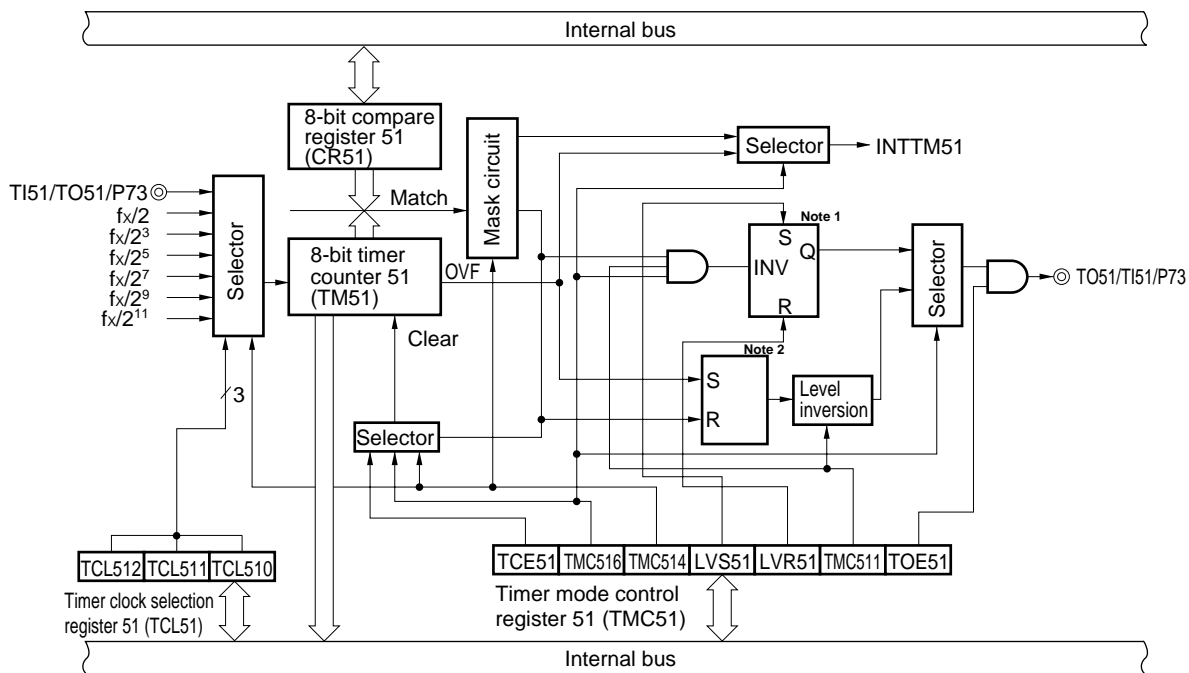 Internal bus
8-bit compare
register 51
(CR51)
Mask circuit
Selector
INTTM51
TI51/TO51/P73
fX/2
fX/2³
fX/2⁵
fX/2⁷
fX/2⁹
fX/2¹¹
Selector
Match
8-bit timer
counter 51
(TM51)
OVF
Clear
Note 1
S
Q
INV
R
Selector
TO51/TI51/P73
Note 2
S
R
Level
inversion
3
Selector
TCL512 TCL511 TCL510
Timer clock selection
register 51 (TCL51)
TCE51 TMC516 TMC514 LVS51 LVR51 TMC511 TOE51
Timer mode control
register 51 (TMC51)
Internal bus